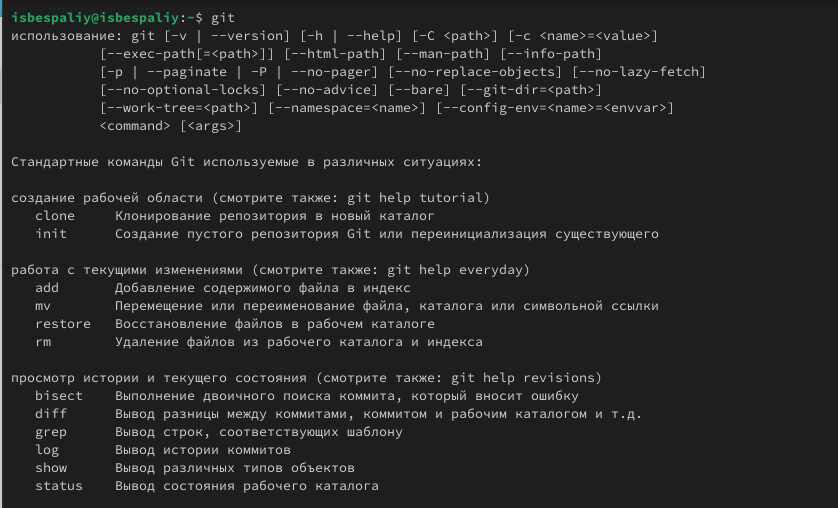 isbespaliy@isbespaliy:~$ git
использование: git [-v | --version] [-h | --help] [-C <path>] [-c <name>=<value>]
           [--exec-path[=<path>]] [--html-path] [--man-path] [--info-path]
           [-p | --paginate | -P | --no-pager] [--no-replace-objects] [--no-lazy-fetch]
           [--no-optional-locks] [--no-advice] [--bare] [--git-dir=<path>]
           [--work-tree=<path>] [--namespace=<name>] [--config-env=<name>=<envvar>]
           <command> [<args>]

Стандартные команды Git используемые в различных ситуациях:

создание рабочей области (смотрите также: git help tutorial)
   clone     Клонирование репозитория в новый каталог
   init      Создание пустого репозитория Git или переинициализация существующего

работа с текущими изменениями (смотрите также: git help everyday)
   add       Добавление содержимого файла в индекс
   mv        Перемещение или переименование файла, каталога или символьной ссылки
   restore   Восстановление файлов в рабочем каталоге
   rm        Удаление файлов из рабочего каталога и индекса

просмотр истории и текущего состояния (смотрите также: git help revisions)
   bisect    Выполнение двоичного поиска коммита, который вносит ошибку
   diff      Вывод разницы между коммитами, коммитом и рабочим каталогом и т.д.
   grep      Вывод строк, соответствующих шаблону
   log       Вывод истории коммитов
   show      Вывод различных типов объектов
   status    Вывод состояния рабочего каталога